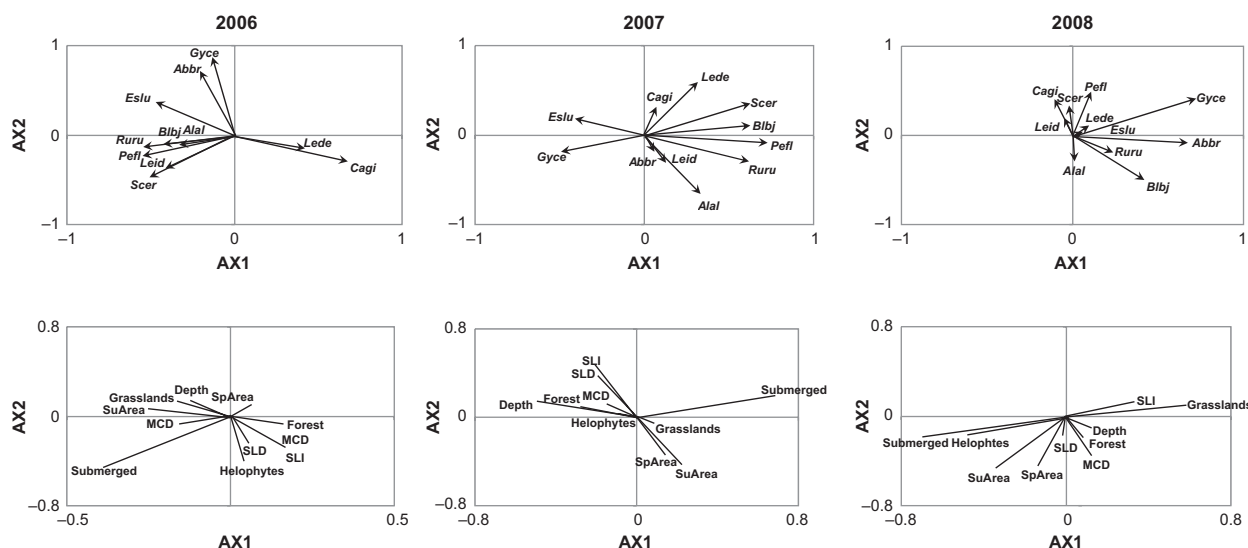 2006
1
Gyce
Abbr
Eslu
Blbj
Alal
AX2
0
Ruru
Lede
Pefl
Leid
Cagi
Scer
–1
–1
0
1
AX1
2007
1
Lede
Cagi
Scer
Eslu
Blbj
AX2
0
Pefl
Gyce
Abbr
Leid
Ruru
Alal
–1
–1
0
1
AX1
2008
1
Pefl
Cagi
Scer
Gyce
Leid
Lede
Eslu
AX2
0
Abbr
Ruru
Alal
Blbj
–1
–1
0
1
AX1
0.8
Depth
Grasslands
SpArea
SuArea
AX2
0
MCD
Forest
MCD
SLD
SLI
Submerged
Helophytes
–0.8
–0.5
0
0.5
AX1
0.8
SLI
SLD
Submerged
Forest
MCD
Depth
AX2
0
Helophytes
Grasslands
SpArea
SuArea
–0.8
0
0.8
AX1
0.8
SLI
Grasslands
AX2
0
Depth
Submerged
Helophtes
Forest
SLD
MCD
SuArea
SpArea
–0.8
–0.8
0
0.8
AX1